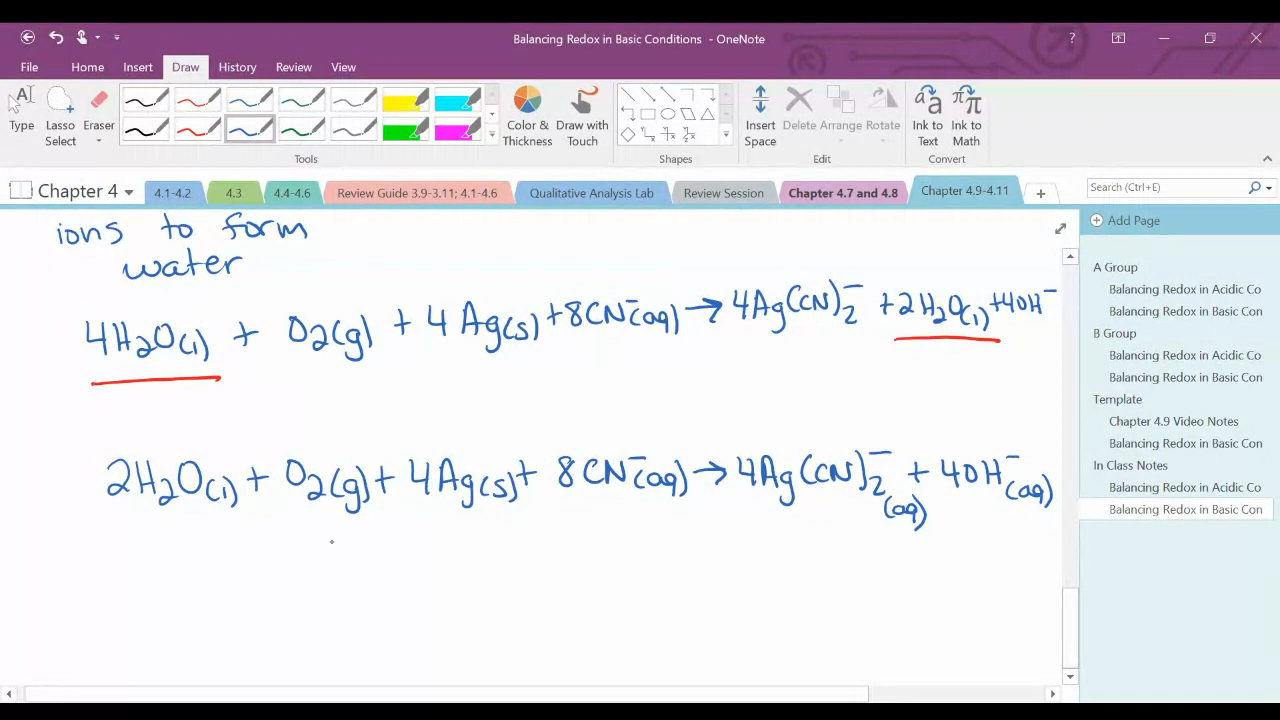 Balancing Redox in Basic Conditions - OneNote
?
File Home Insert Draw History Review View
Type
Lasso Select
Eraser
Color & Thickness
Draw with Touch
Insert Space
Delete Arrange Rotate
Ink to Text
Ink to Math
Tools
Shapes
Edit
Convert
Chapter 4
4.1-4.2
4.3
4.4-4.6
Review Guide 3.9-3.11; 4.1-4.6
Qualitative Analysis Lab
Review Session
Chapter 4.7 and 4.8
Chapter 4.9-4.11
Search (Ctrl+E)
ions to form
water
4H₂O(l) + O₂(g) + 4Ag(s) + 8CN⁻(aq) → 4Ag(CN)₂⁻ + 2H₂O(l) + 4OH⁻
2H₂O(l) + O₂(g) + 4Ag(s) + 8CN⁻(aq) → 4Ag(CN)₂⁻(aq) + 4OH⁻(aq)
Add Page
A Group
Balancing Redox in Acidic Co
Balancing Redox in Basic Con
B Group
Balancing Redox in Acidic Co
Balancing Redox in Basic Con
Template
Chapter 4.9 Video Notes
Balancing Redox in Basic Con
In Class Notes
Balancing Redox in Acidic Co
Balancing Redox in Basic Con